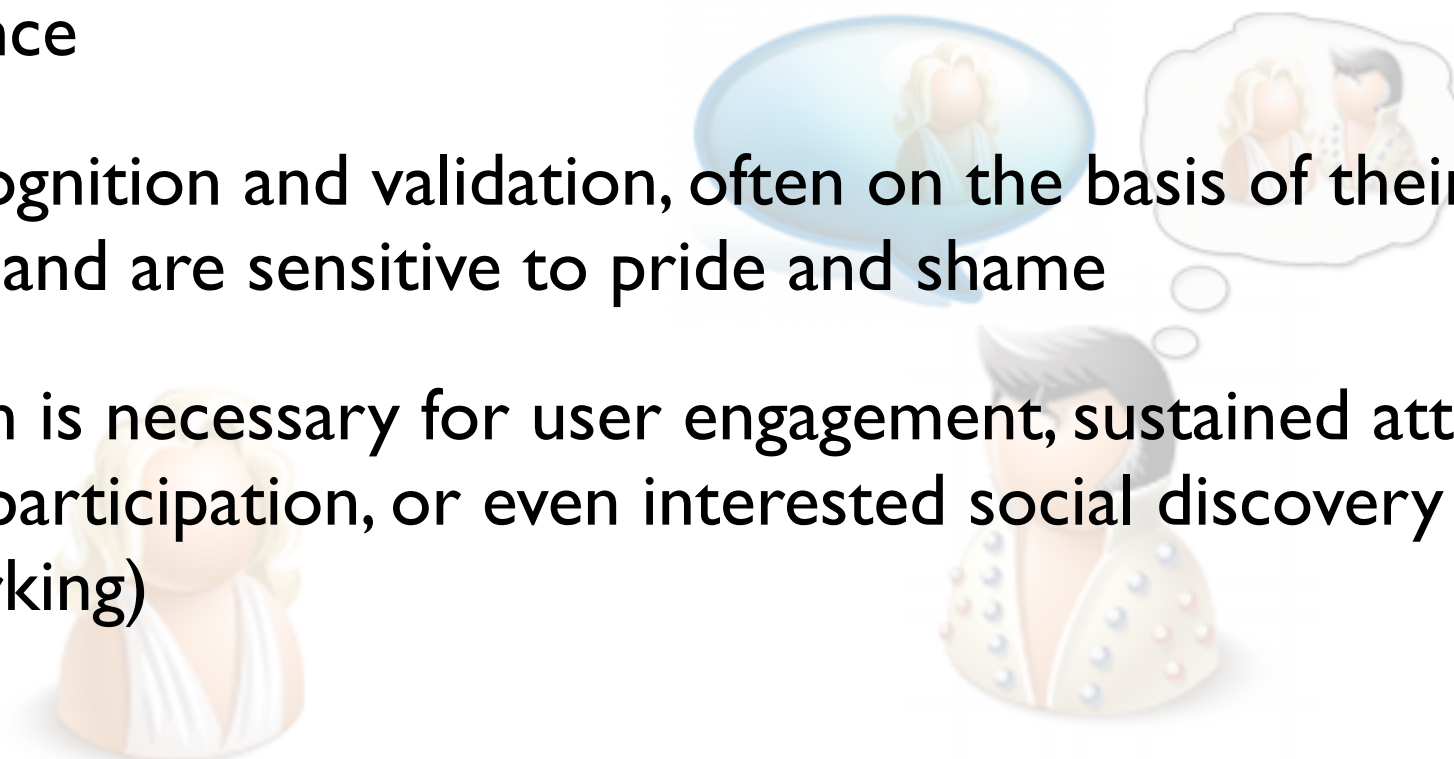 nce
ognition and validation, often on the basis of their
and are sensitive to pride and shame
n is necessary for user engagement, sustained att
participation, or even interested social discovery
rking)